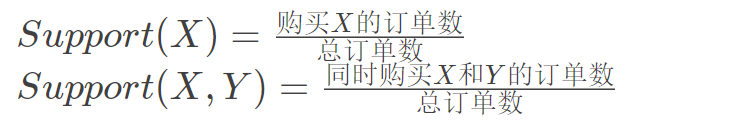 Support(X) = 购买X的订单数 / 总订单数
Support(X, Y) = 同时购买X和Y的订单数 / 总订单数